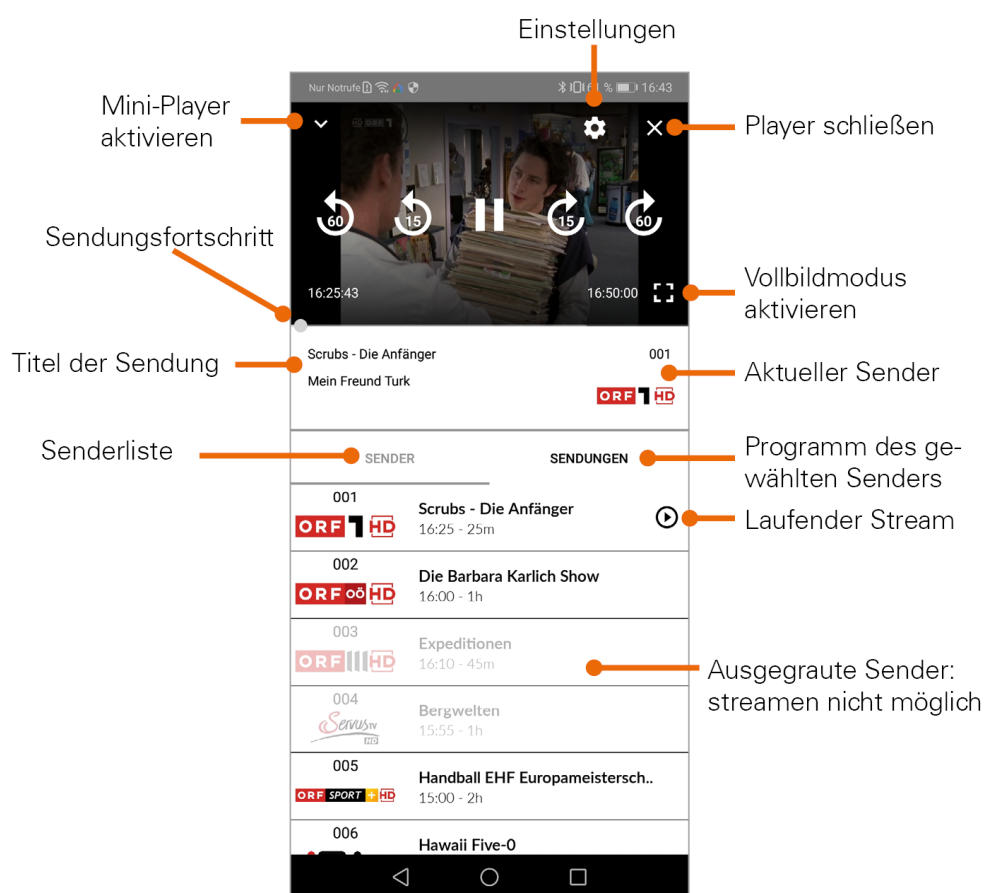 Einstellungen
Nur Notrufe
61 % 16:43
Mini-Player
aktivieren
HD ORF 1
Player schließen
60
15
15
60
Sendungsfortschritt
16:25:43
16:50:00
Vollbildmodus
aktivieren
Titel der Sendung
Scrubs - Die Anfänger
001
Mein Freund Turk
ORF 1 HD
Aktueller Sender
Senderliste
SENDER
SENDUNGEN
Programm des ge-
wählten Senders
001
ORF 1 HD
Scrubs - Die Anfänger
16:25 - 25m
Laufender Stream
002
ORF OÖ HD
Die Barbara Karlich Show
16:00 - 1h
003
ORF III HD
Expeditionen
16:10 - 45m
Ausgegraute Sender:
streamen nicht möglich
004
ServusTV
HD
Bergwelten
15:55 - 1h
005
ORF SPORT + HD
Handball EHF Europameistersch..
15:00 - 2h
006
Hawaii Five-0